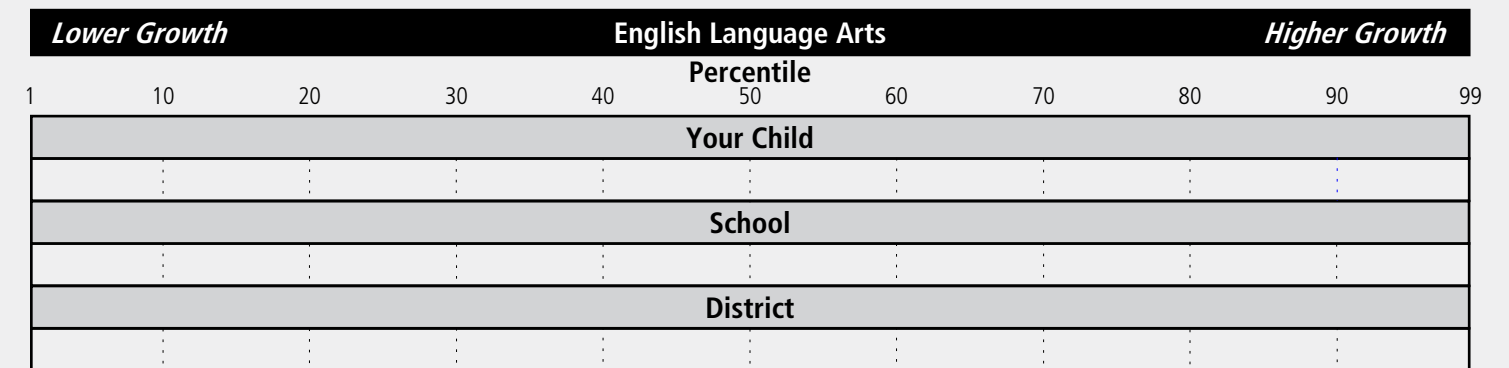 Lower Growth English Language Arts Higher Growth
Percentile
1 10 20 30 40 50 60 70 80 90 99
Your Child
School
District